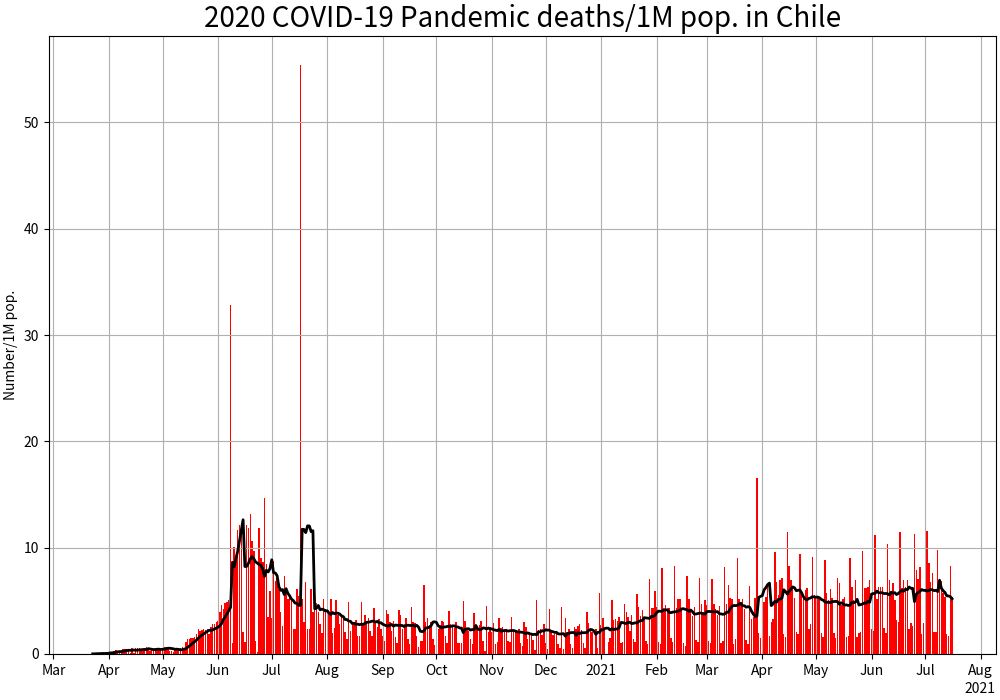 2020 COVID-19 Pandemic deaths/1M pop. in Chile
Number/1M pop.
50
40
30
20
10
0
Mar Apr May Jun Jul Aug Sep Oct Nov Dec 2021 Feb Mar Apr May Jun Jul Aug
2021